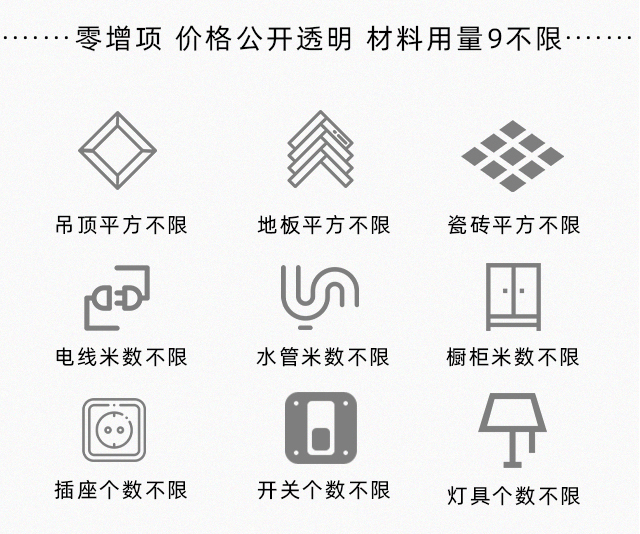 零增项 价格公开透明 材料用量9不限
吊顶平方不限
地板平方不限
瓷砖平方不限
电线米数不限
水管米数不限
橱柜米数不限
插座个数不限
开关个数不限
灯具个数不限